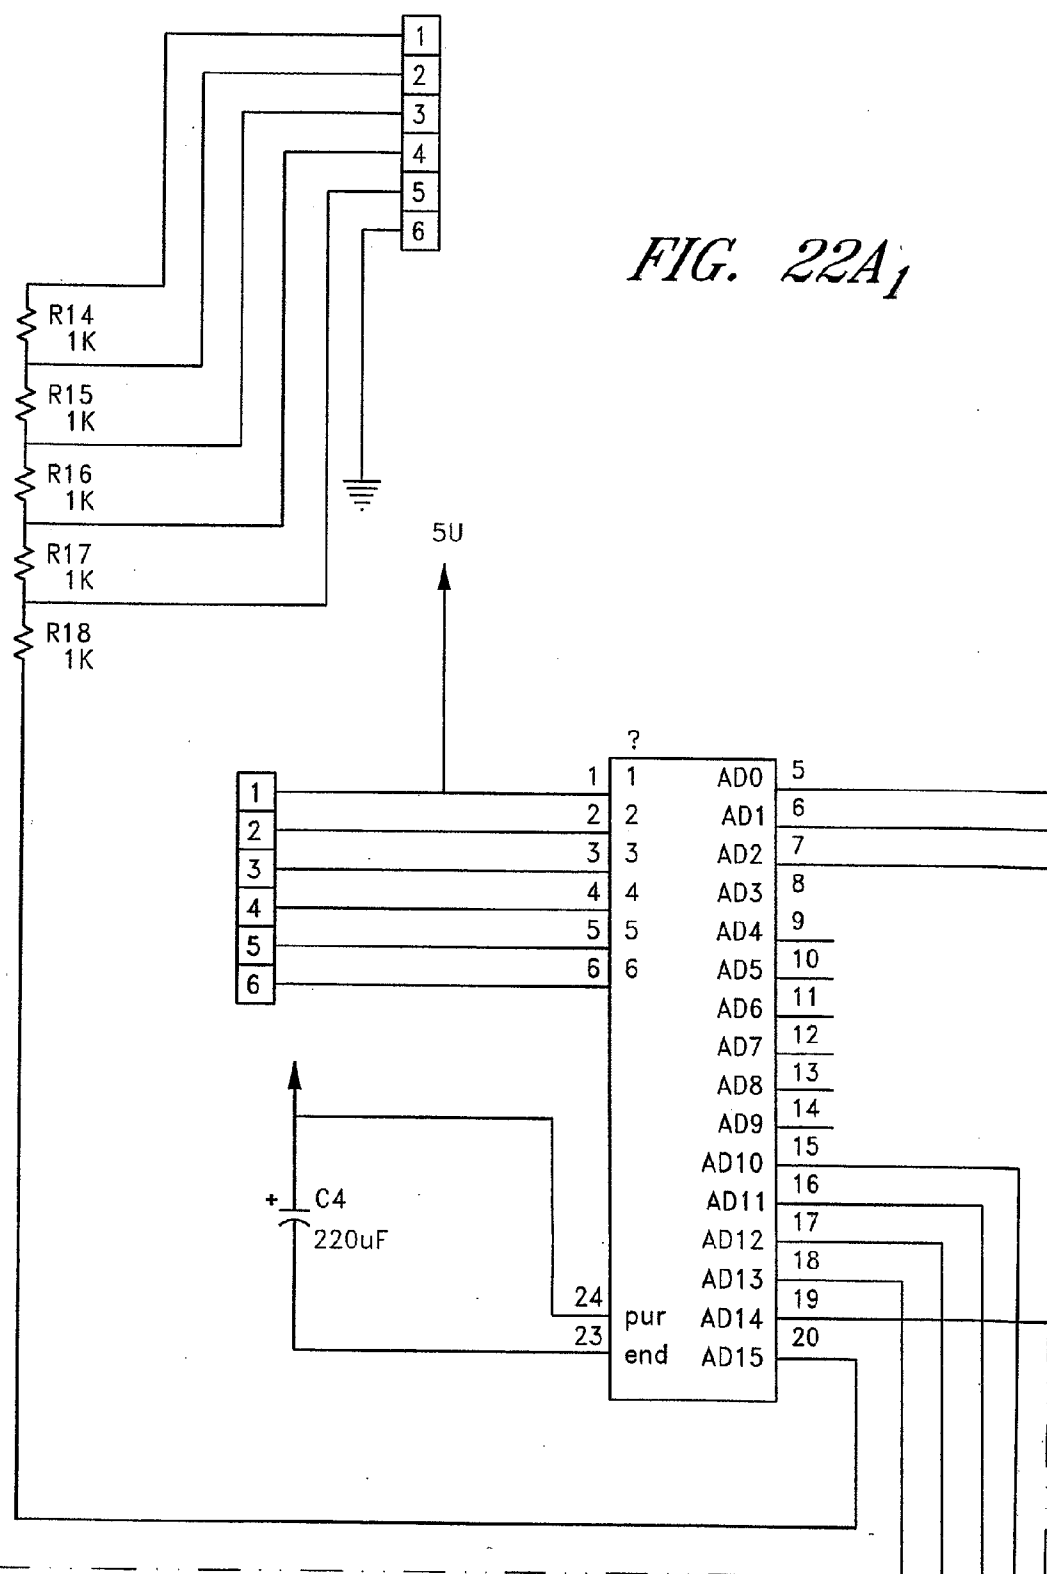 1
2
3
4
5
6
FIG. 22A1
R14
1K
R15
1K
R16
1K
R17
1K
R18
1K
5U
?
1
2
3
4
5
6
1 1 AD0 5
2 2 AD1 6
3 3 AD2 7
4 4 AD3 8
5 5 AD4 9
6 6 AD5 10
AD6 11
AD7 12
AD8 13
AD9 14
AD10 15
AD11 16
AD12 17
AD13 18
24 pur AD14 19
23 end AD15 20
+ C4
220uF